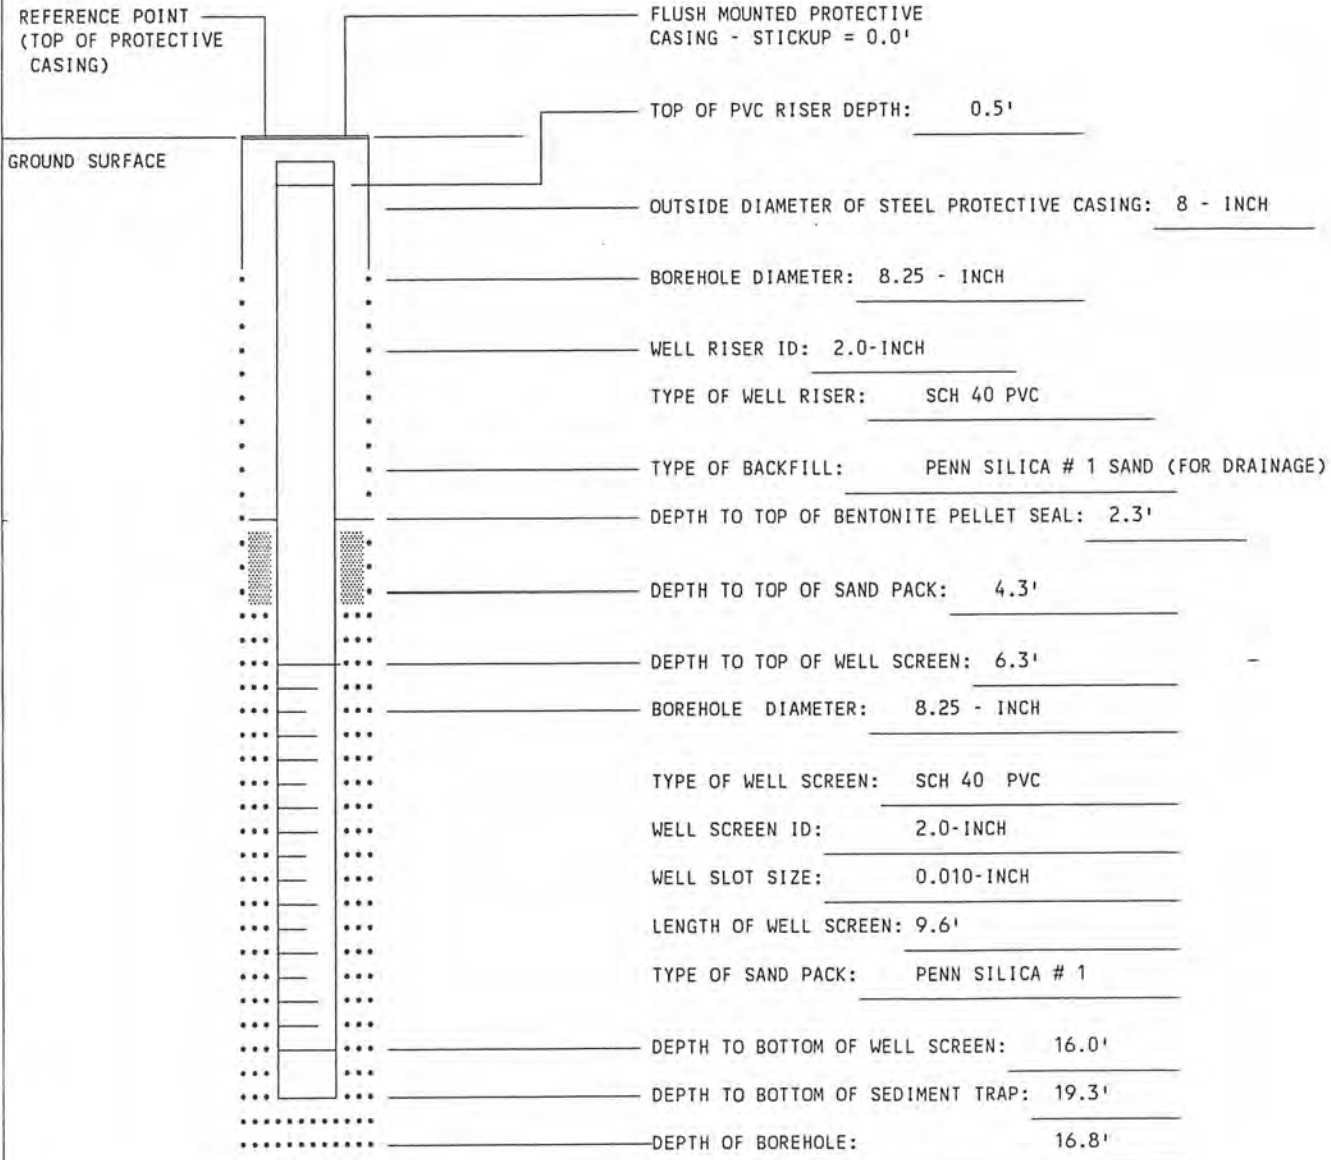 REFERENCE POINT
(TOP OF PROTECTIVE
CASING)
FLUSH MOUNTED PROTECTIVE
CASING - STICKUP = 0.0'
TOP OF PVC RISER DEPTH: 0.5'
GROUND SURFACE
OUTSIDE DIAMETER OF STEEL PROTECTIVE CASING: 8 - INCH
BOREHOLE DIAMETER: 8.25 - INCH
WELL RISER ID: 2.0-INCH
TYPE OF WELL RISER: SCH 40 PVC
TYPE OF BACKFILL: PENN SILICA # 1 SAND (FOR DRAINAGE)
DEPTH TO TOP OF BENTONITE PELLET SEAL: 2.3'
DEPTH TO TOP OF SAND PACK: 4.3'
DEPTH TO TOP OF WELL SCREEN: 6.3'
BOREHOLE DIAMETER: 8.25 - INCH
TYPE OF WELL SCREEN: SCH 40 PVC
WELL SCREEN ID: 2.0-INCH
WELL SLOT SIZE: 0.010-INCH
LENGTH OF WELL SCREEN: 9.6'
TYPE OF SAND PACK: PENN SILICA # 1
DEPTH TO BOTTOM OF WELL SCREEN: 16.0'
DEPTH TO BOTTOM OF SEDIMENT TRAP: 19.3'
DEPTH OF BOREHOLE: 16.8'